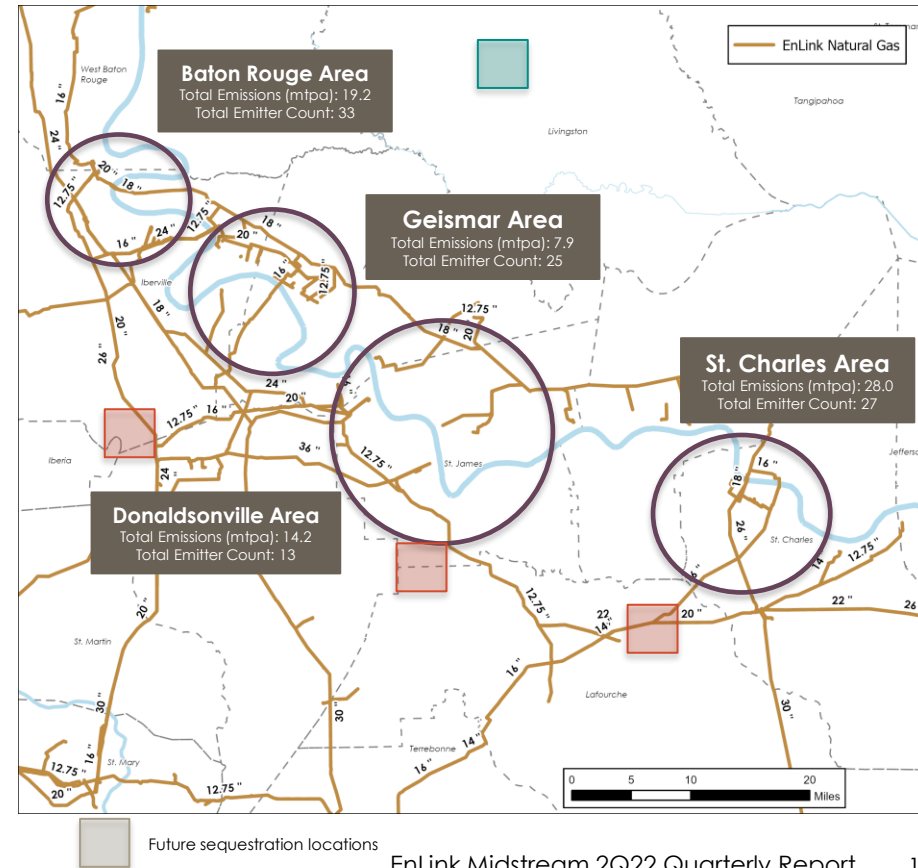 St. Tammany
EnLink Natural Gas
West Baton
Rouge
Baton Rouge Area
Total Emissions (mtpa): 19.2
Total Emitter Count: 33
Tangipahoa
Livingston
16 "
24 "
20 "
18 "
12.75 "
12.75 "
16 "
24 "
18 "
20 "
Geismar Area
Total Emissions (mtpa): 7.9
Total Emitter Count: 25
16 "
12.75 "
Iberville
18 "
20 "
26 "
12.75 "
18 "
20 "
St. Charles Area
Total Emissions (mtpa): 28.0
Total Emitter Count: 27
24 "
20 "
16 "
12.75 "
36 "
12.75 "
Iberia
24 "
St. James
16 "
18 "
26 "
St. Charles
14
12.75 "
Donaldsonville Area
Total Emissions (mtpa): 14.2
Total Emitter Count: 13
20 "
12.75 "
22
14"
20 "
22 "
26
St. Martin
16 "
Lafourche
30 "
30 "
30 "
14 "
16 "
Terrebonne
St. Mary
16 "
12.75 "
20 "
12.75 "
0 5 10 20
Miles
Future sequestration locations
EnLink Midstream 2Q22 Quarterly Report 1